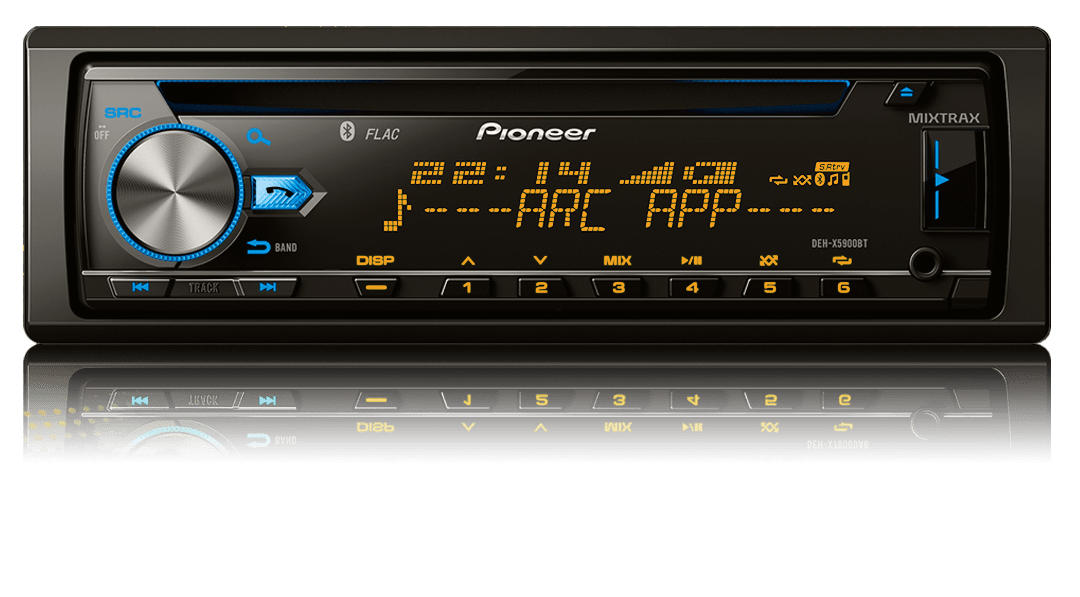 SRC
OFF
FLAC
Pioneer
MIXTRAX
22:14
S.Rtrv
----ARC APP----
BAND
DEH-X5900BT
DISP
MIX
TRACK
1 2 3 4 5 6